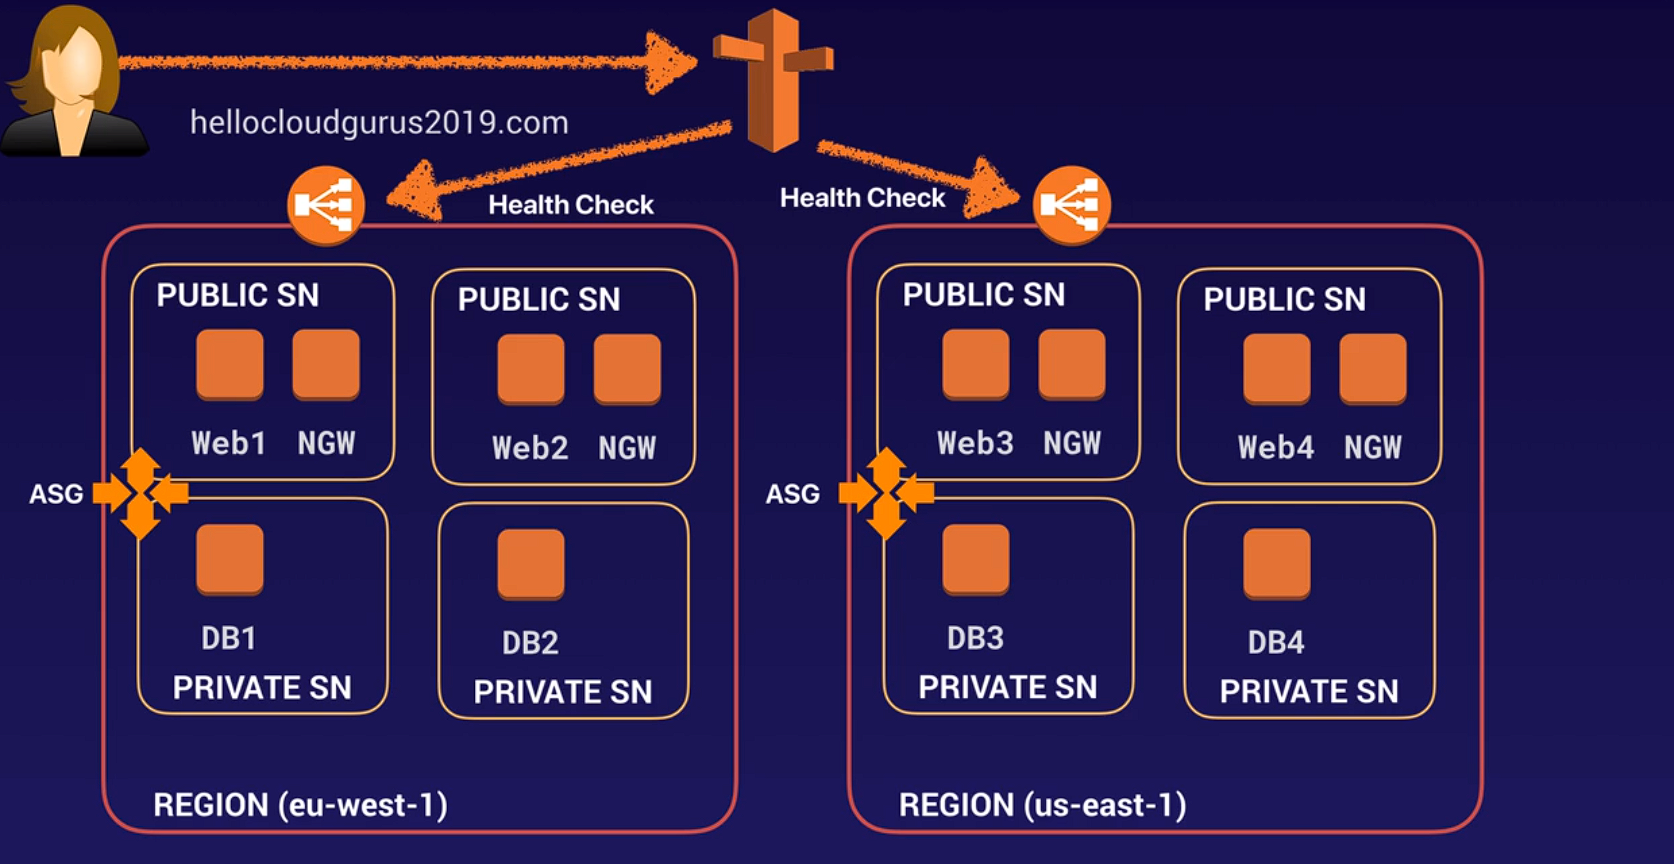 hellocloudgurus2019.com
Health Check
Health Check
PUBLIC SN
Web1 NGW
PUBLIC SN
Web2 NGW
ASG
DB1
PRIVATE SN
DB2
PRIVATE SN
REGION (eu-west-1)
PUBLIC SN
Web3 NGW
PUBLIC SN
Web4 NGW
ASG
DB3
PRIVATE SN
DB4
PRIVATE SN
REGION (us-east-1)